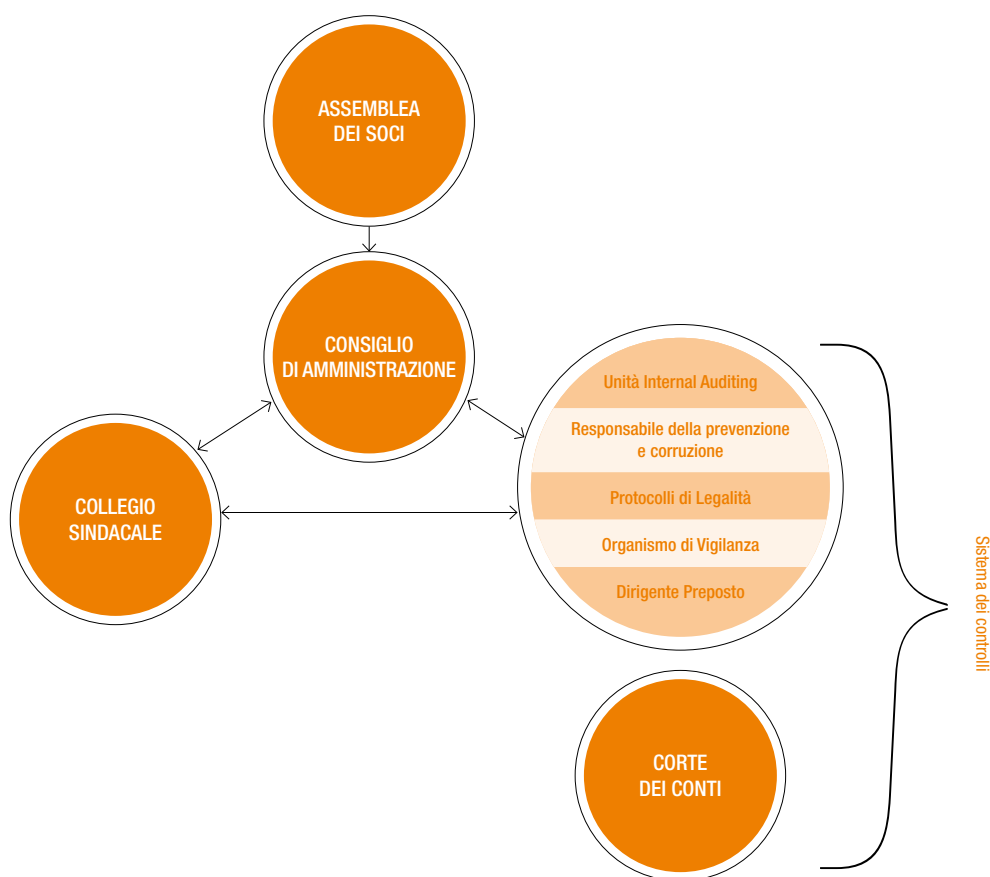 ASSEMBLEA
DEI SOCI
CONSIGLIO
DI AMMINISTRAZIONE
Unità Internal Auditing
Responsabile della prevenzione
e corruzione
Protocolli di Legalità
Organismo di Vigilanza
Dirigente Preposto
COLLEGIO
SINDACALE
Sistema dei controlli
CORTE
DEI CONTI